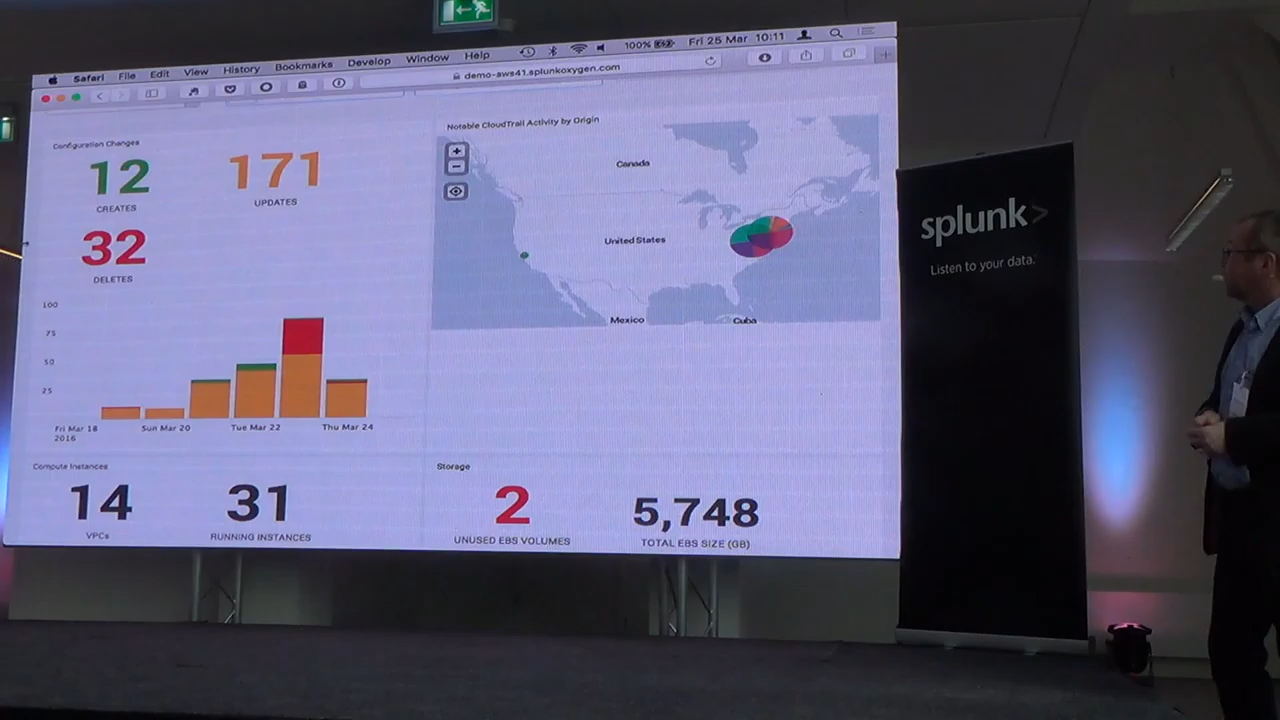 Safari File Edit View History Bookmarks Develop Window Help 100% Fri 25 Mar 10:11
demo-aws41.splunkoxygen.com
Configuration Changes
12
CREATES
171
UPDATES
32
DELETES
100
75
50
25
Fri Mar 18 Sun Mar 20 Tue Mar 22 Thu Mar 24
2016
Notable CloudTrail Activity by Origin
+
−
Canada
United States
Mexico
Cuba
Compute Instances
14
VPCs
31
RUNNING INSTANCES
Storage
2
UNUSED EBS VOLUMES
5,748
TOTAL EBS SIZE (GB)
splunk>
Listen to your data.